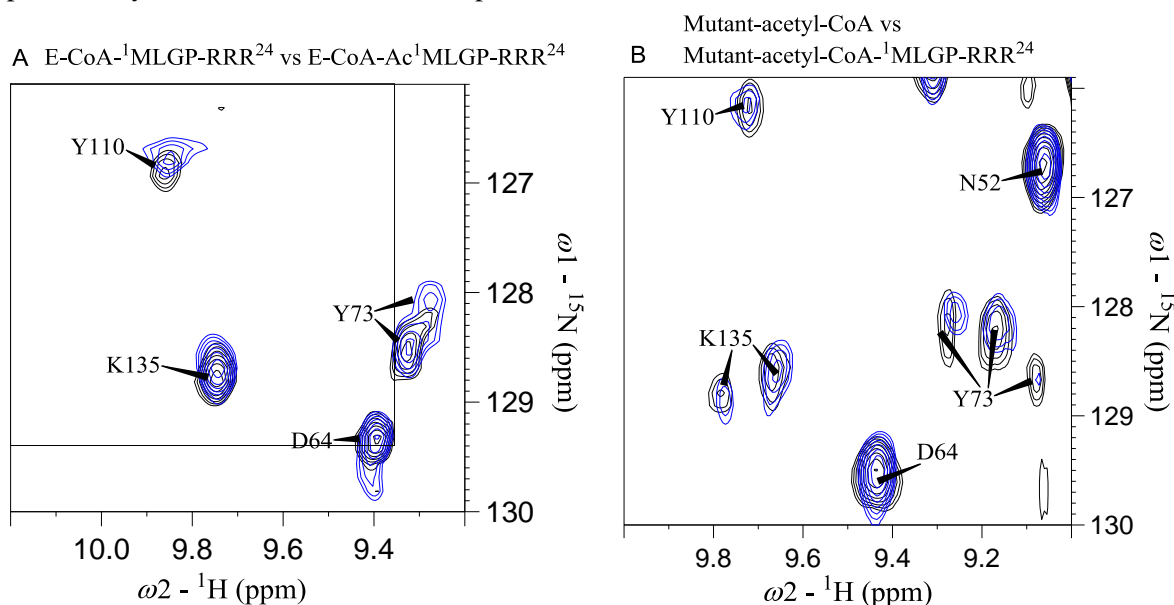 A E-CoA-¹MLGP-RRR²⁴ vs E-CoA-Ac¹MLGP-RRR²⁴
Y110
K135
Y73
D64
127
128
129
130
ω1 - ¹⁵N (ppm)
10.0 9.8 9.6 9.4
ω2 - ¹H (ppm)
Mutant-acetyl-CoA vs
B Mutant-acetyl-CoA-¹MLGP-RRR²⁴
Y110
N52
K135
Y73
D64
127
128
129
130
ω1 - ¹⁵N (ppm)
9.8 9.6 9.4 9.2
ω2 - ¹H (ppm)